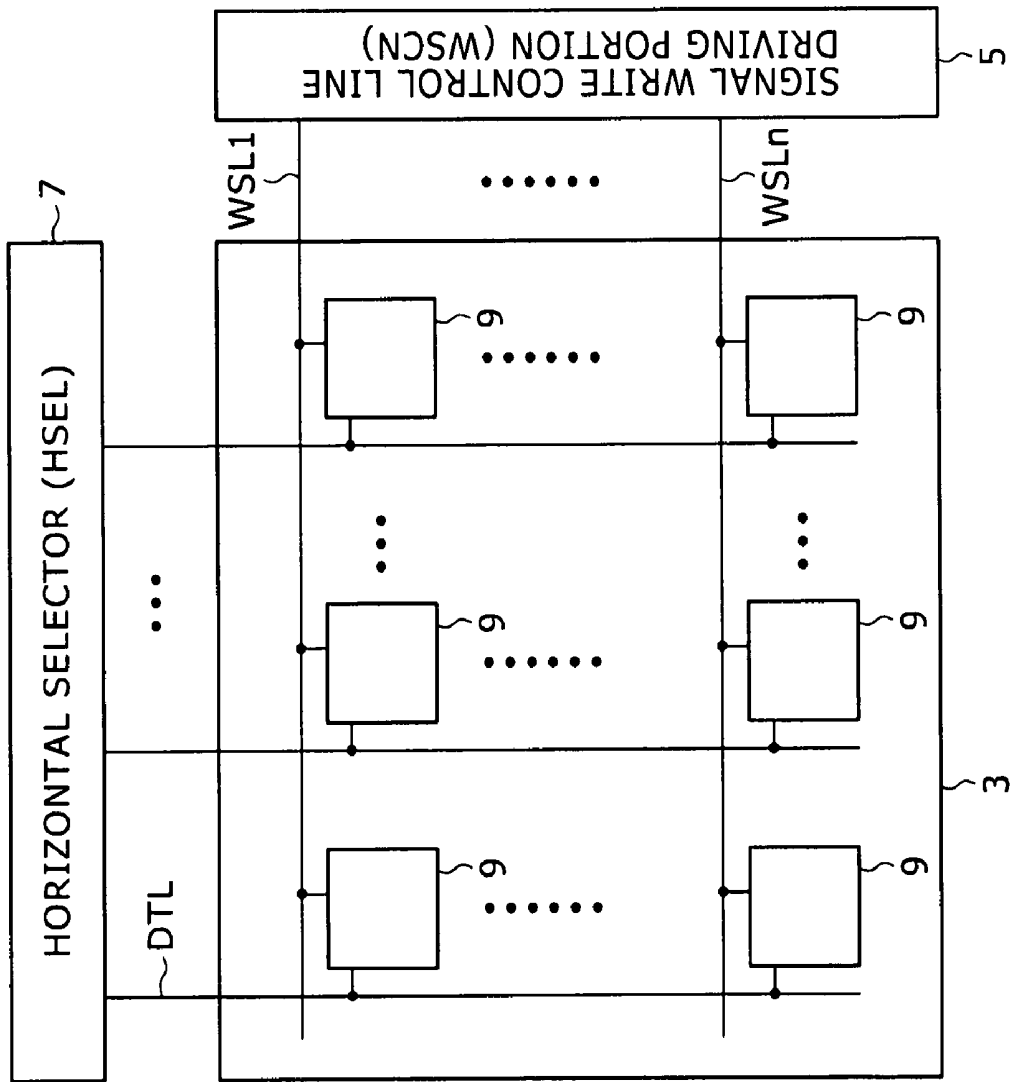 HORIZONTAL SELECTOR (HSEL)
7
DTL
WSL1
9
9
9
SIGNAL WRITE CONTROL LINE
DRIVING PORTION (WSCN)
WSLn
9
9
9
3
5